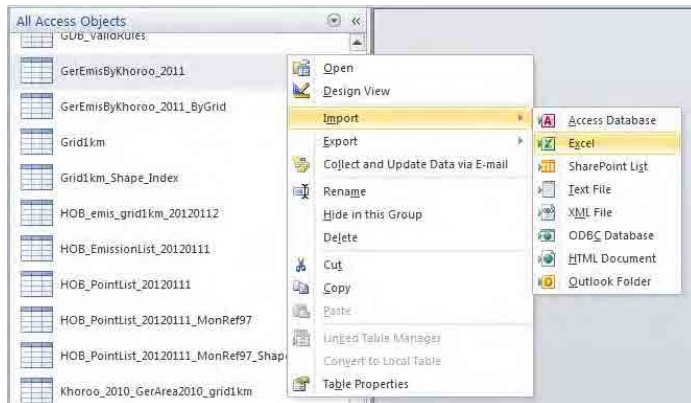 All Access Objects
GDB_ValidRules
GerEmisByKhoroo_2011
GerEmisByKhoroo_2011_ByGrid
Grid1km
Grid1km_Shape_Index
HOB_emis_grid1km_20120112
HOB_EmissionList_20120111
HOB_PointList_20120111
HOB_PointList_20120111_MonRef97
HOB_PointList_20120111_MonRef97_Shap
Khoroo_2010_GerArea2010_grid1km
Open
Design View
Import
Export
Collect and Update Data via E-mail
Rename
Hide in this Group
Delete
Cut
Copy
Paste
Linked Table Manager
Convert to Local Table
Table Properties
Access Database
Excel
SharePoint List
Text File
XML File
ODBC Database
HTML Document
Outlook Folder